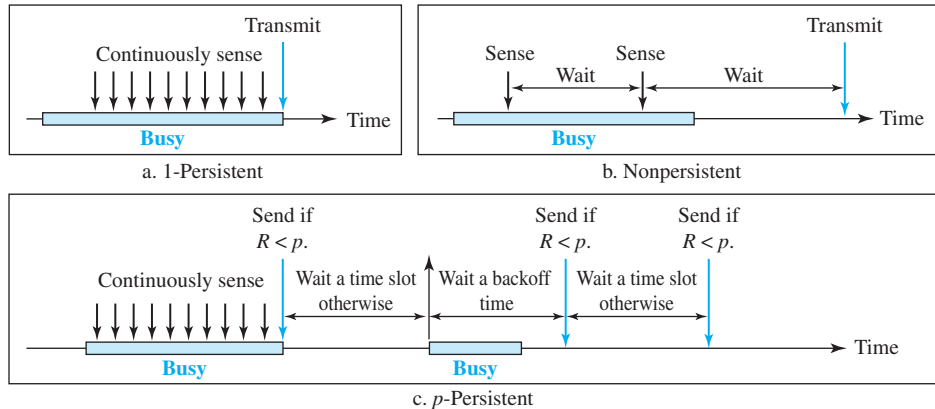 Transmit
Continuously sense
Time
Busy
a. 1-Persistent
Transmit
Sense
Sense
Wait
Wait
Time
Busy
b. Nonpersistent
Send if
R < p.
Send if
R < p.
Send if
R < p.
Continuously sense
Wait a time slot
otherwise
Wait a backoff
time
Wait a time slot
otherwise
Time
Busy
Busy
c. p-Persistent